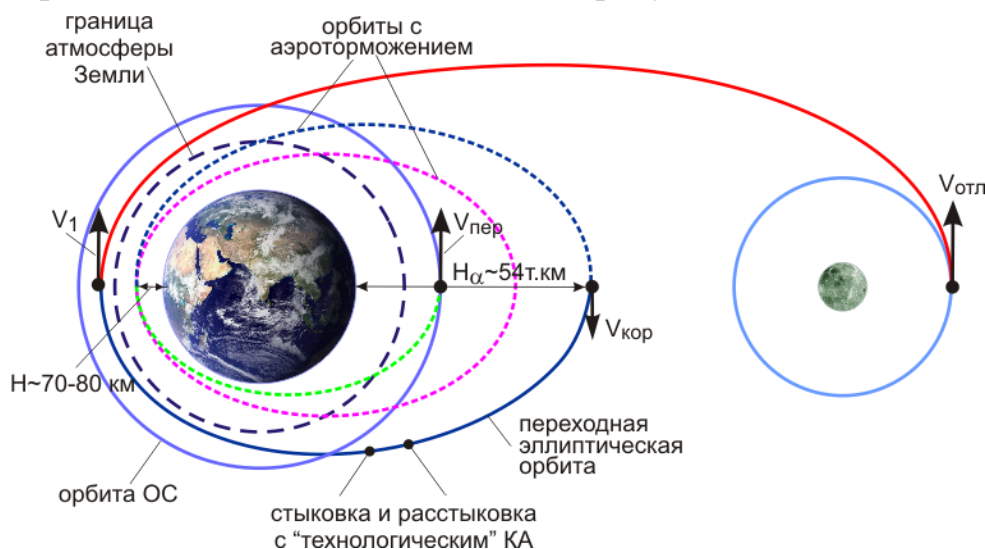 граница
атмосферы
Земли
орбиты с
аэроторможением
V1
Vпер
Vотл
Hα~54т.км
Vкор
H~70-80 км
переходная
эллиптическая
орбита
орбита ОС
стыковка и расстыковка
с “технологическим” КА